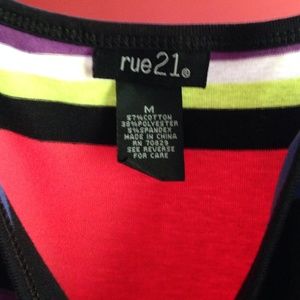 rue21®
M
57%COTTON
38%POLYESTER
5%SPANDEX
MADE IN CHINA
RN 70829
SEE REVERSE
FOR CARE